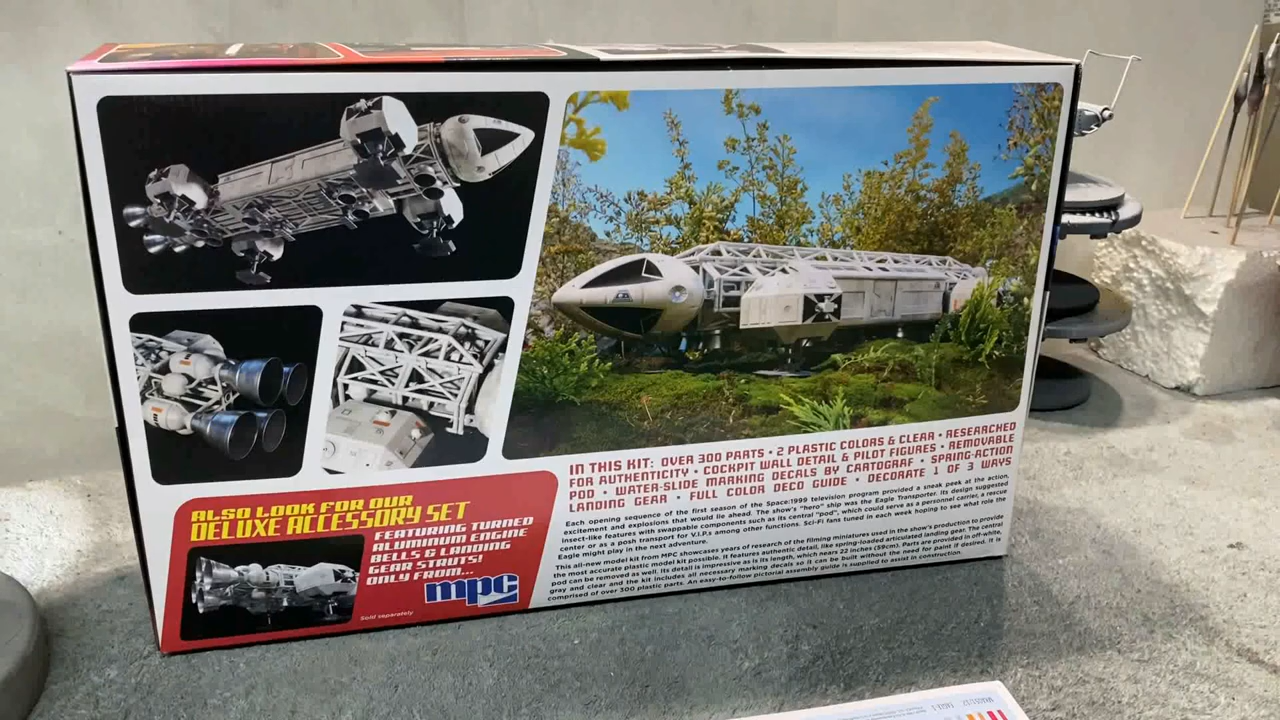 IN THIS KIT: OVER 300 PARTS • 2 PLASTIC COLORS & CLEAR • RESEARCHED
FOR AUTHENTICITY • COCKPIT WALL DETAIL & PILOT FIGURES • REMOVABLE
POD • WATER-SLIDE MARKING DECALS BY CARTOGRAF • SPRING-ACTION
LANDING GEAR • FULL COLOR DECO GUIDE • DECORATE 1 OF 3 WAYS
Each opening sequence of the first season of the Space:1999 television program provided a sneak peek at the action,
excitement and explosions that would lie ahead. The show's "hero" ship was the Eagle Transporter. Its design suggested
insect-like features with swappable components such as its central "pod", which could serve as a personnel carrier, a rescue
center or as a posh transport for V.I.P.s among other functions. Sci-Fi fans tuned in each week hoping to see what role the
Eagle might play in the next adventure.
This all-new model kit from MPC showcases years of research of the filming miniatures used in the show's production to provide
the most accurate plastic model kit possible. It features authentic detail, like spring-loaded articulated landing gear. The central
pod can be removed as well. Its detail is impressive as is its length, which nears 22 inches (59cm). Parts are provided in off-white,
gray and clear and the kit includes all necessary marking decals so it can be built without the need for paint if desired. It is
comprised of over 300 plastic parts. An easy-to-follow pictorial assembly guide is supplied to assist in construction.
ALSO LOOK FOR OUR
DELUXE ACCESSORY SET
FEATURING TURNED
ALUMINUM ENGINE
BELLS & LANDING
GEAR STRUTS!
ONLY FROM...
mpc
Sold separately